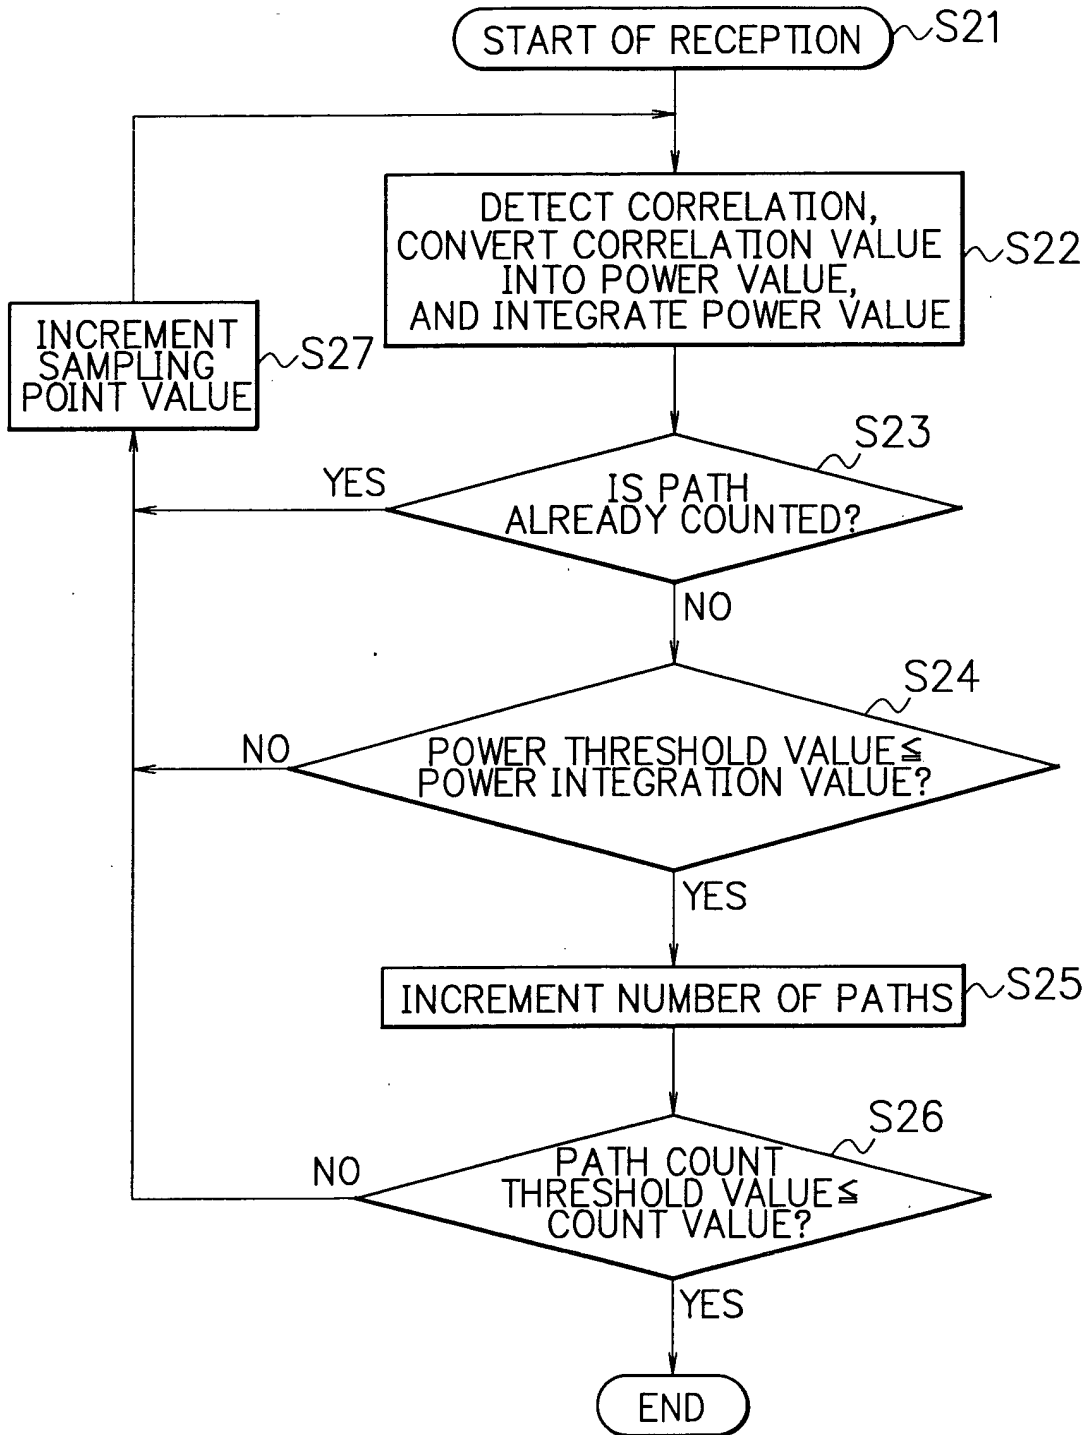 START OF RECEPTION
S21
DETECT CORRELATION,
CONVERT CORRELATION VALUE
INTO POWER VALUE,
AND INTEGRATE POWER VALUE
S22
INCREMENT
SAMPLING
POINT VALUE
S27
S23
YES
IS PATH
ALREADY COUNTED?
NO
S24
NO
POWER THRESHOLD VALUE≦
POWER INTEGRATION VALUE?
YES
INCREMENT NUMBER OF PATHS
S25
S26
NO
PATH COUNT
THRESHOLD VALUE≦
COUNT VALUE?
YES
END